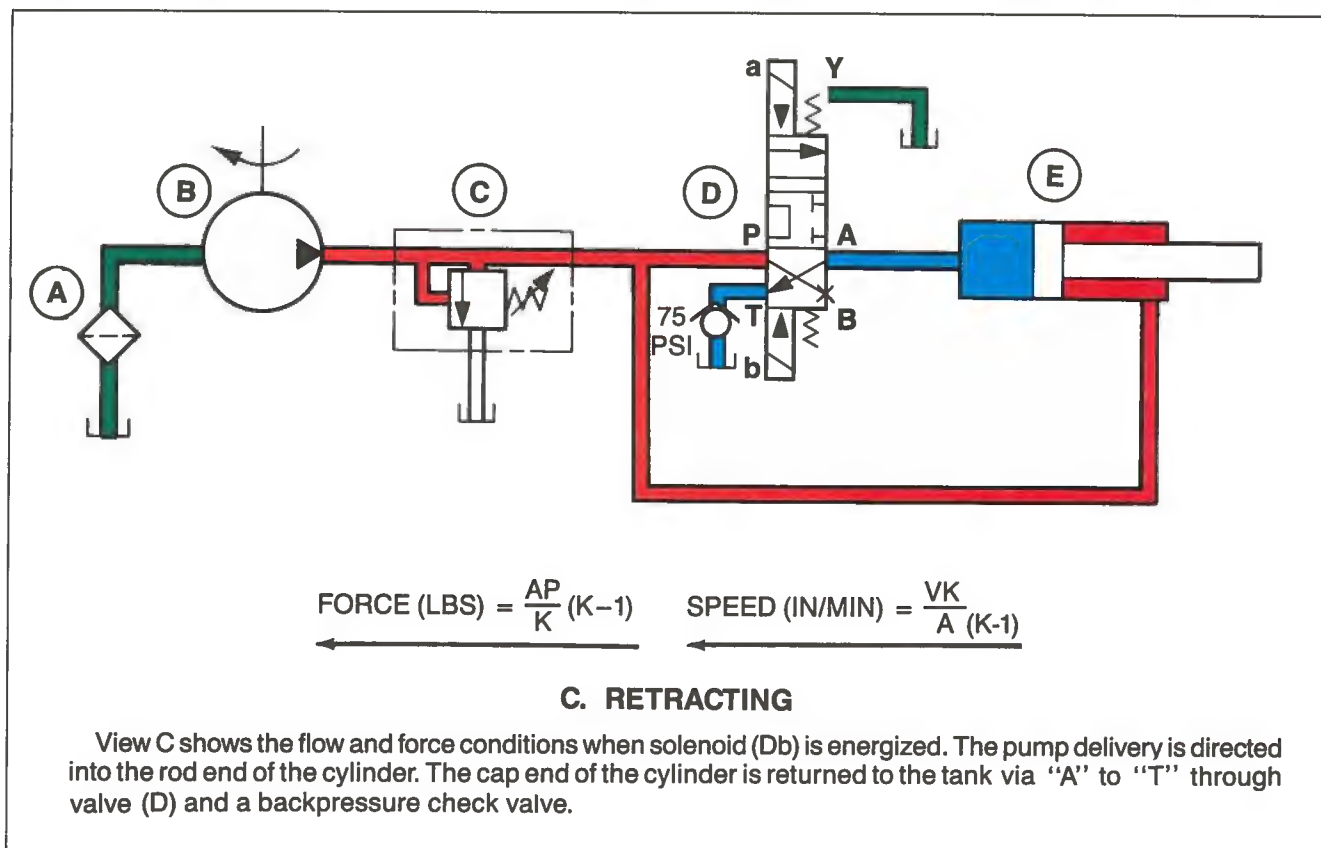 a
Y
B
C
D
E
P
A
A
75
PSI
T
B
b
FORCE (LBS) = AP/K (K–1)
SPEED (IN/MIN) = VK/A (K-1)
C. RETRACTING
View C shows the flow and force conditions when solenoid (Db) is energized. The pump delivery is directed
into the rod end of the cylinder. The cap end of the cylinder is returned to the tank via “A” to “T” through
valve (D) and a backpressure check valve.